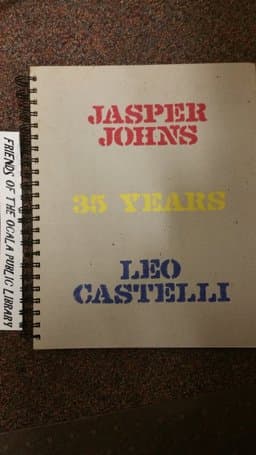 JASPER
JOHNS
35 YEARS
LEO
CASTELLI
FRIENDS OF THE OCALA PUBLIC LIBRARY